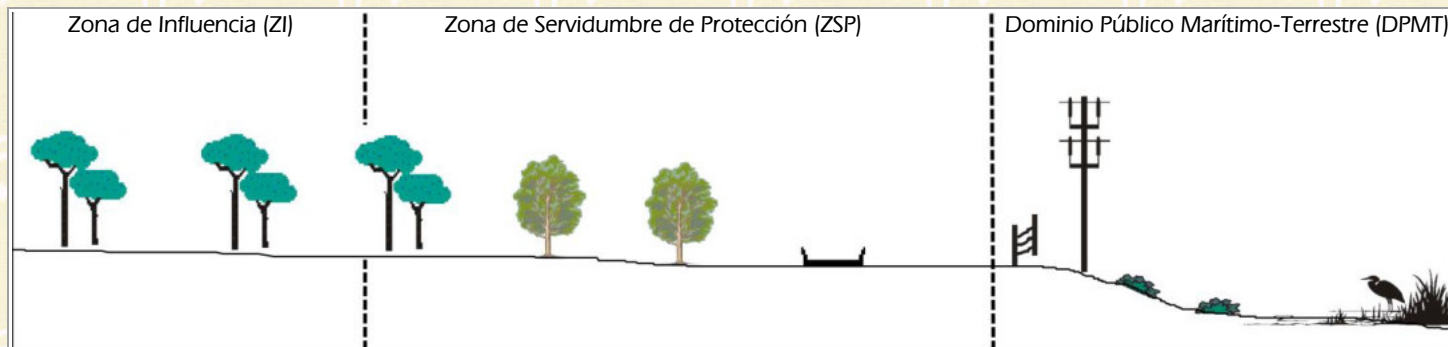 Zona de Influencia (ZI)
Zona de Servidumbre de Protección (ZSP)
Dominio Público Marítimo-Terrestre (DPMT)